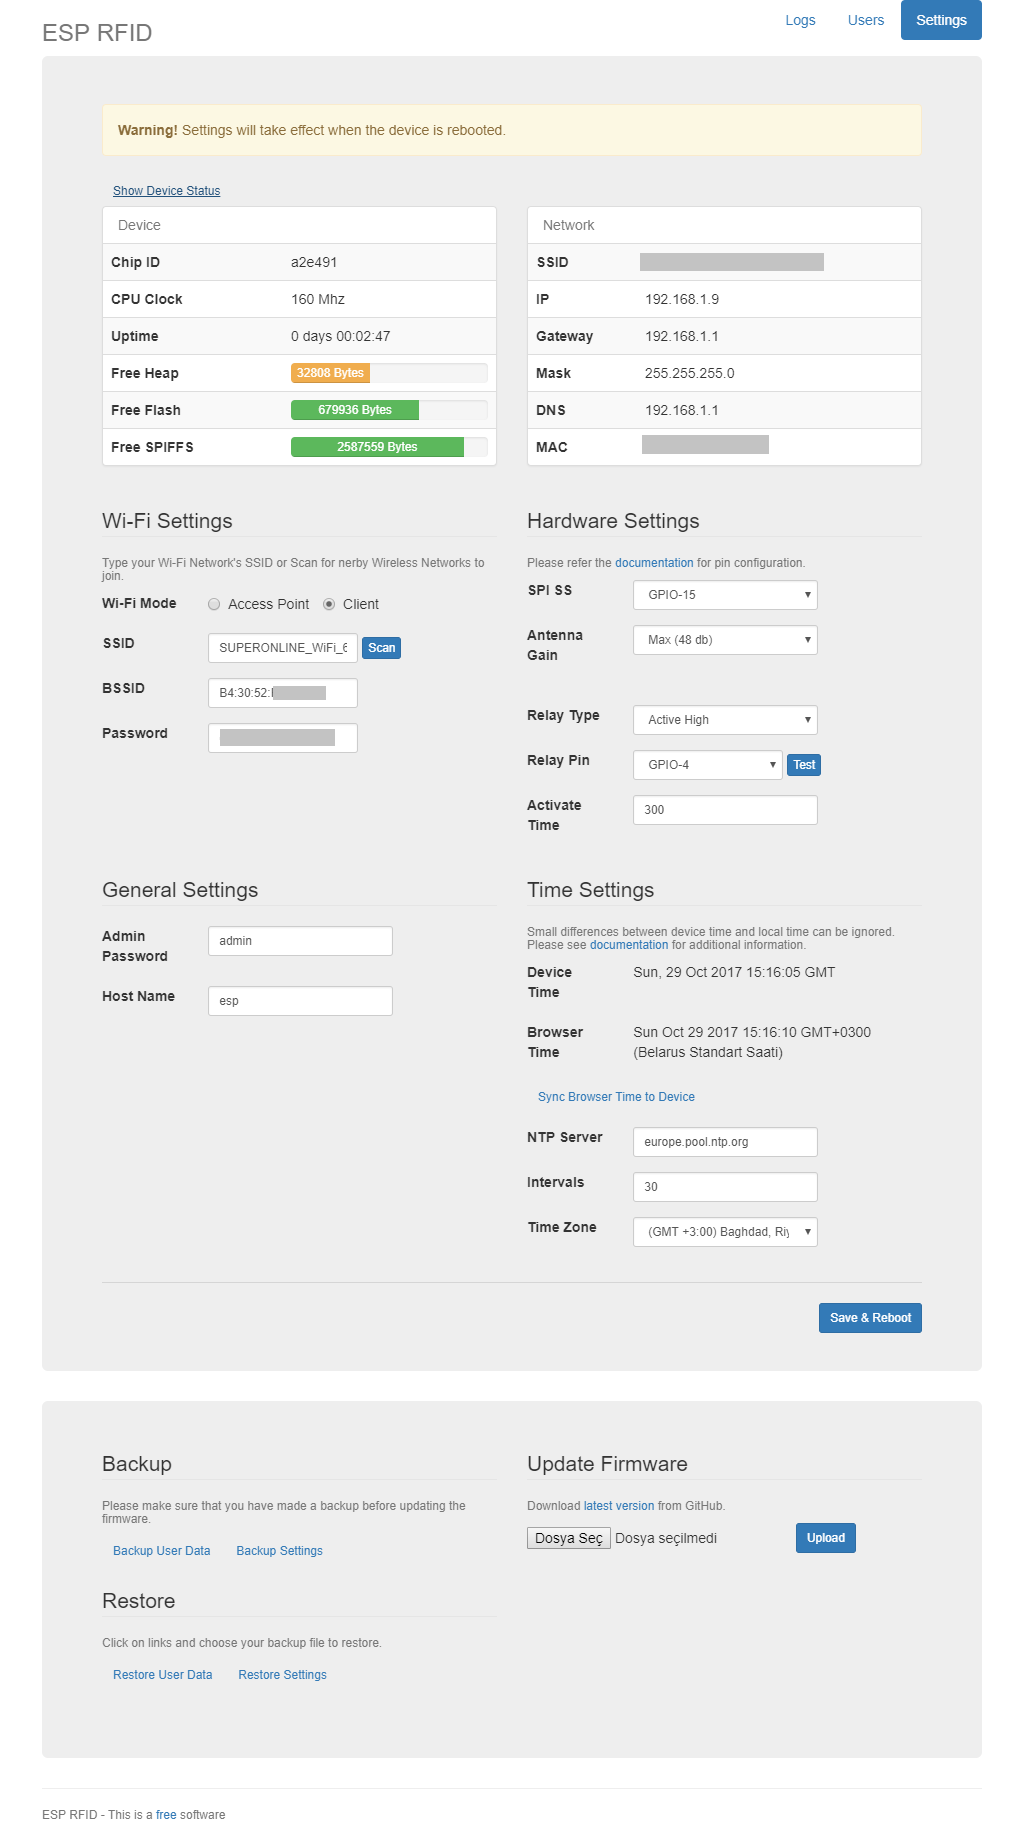 ESP RFID
Logs Users Settings
Warning! Settings will take effect when the device is rebooted.
Show Device Status
Device
Chip ID a2e491
CPU Clock 160 Mhz
Uptime 0 days 00:02:47
Free Heap 32808 Bytes
Free Flash 679936 Bytes
Free SPIFFS 2587559 Bytes
Network
SSID
IP 192.168.1.9
Gateway 192.168.1.1
Mask 255.255.255.0
DNS 192.168.1.1
MAC
Wi-Fi Settings
Type your Wi-Fi Network's SSID or Scan for nerby Wireless Networks to
join.
Wi-Fi Mode Access Point Client
SSID SUPERONLINE_WiFi_6 Scan
BSSID B4:30:52:
Password
Hardware Settings
Please refer the documentation for pin configuration.
SPI SS GPIO-15
Antenna Max (48 db)
Gain
Relay Type Active High
Relay Pin GPIO-4 Test
Activate 300
Time
General Settings
Admin admin
Password
Host Name esp
Time Settings
Small differences between device time and local time can be ignored.
Please see documentation for additional information.
Device Sun, 29 Oct 2017 15:16:05 GMT
Time
Browser Sun Oct 29 2017 15:16:10 GMT+0300
Time (Belarus Standart Saati)
Sync Browser Time to Device
NTP Server europe.pool.ntp.org
Intervals 30
Time Zone (GMT +3:00) Baghdad, Riy
Save & Reboot
Backup
Please make sure that you have made a backup before updating the
firmware.
Backup User Data Backup Settings
Restore
Click on links and choose your backup file to restore.
Restore User Data Restore Settings
Update Firmware
Download latest version from GitHub.
Dosya Seç Dosya seçilmedi Upload
ESP RFID - This is a free software